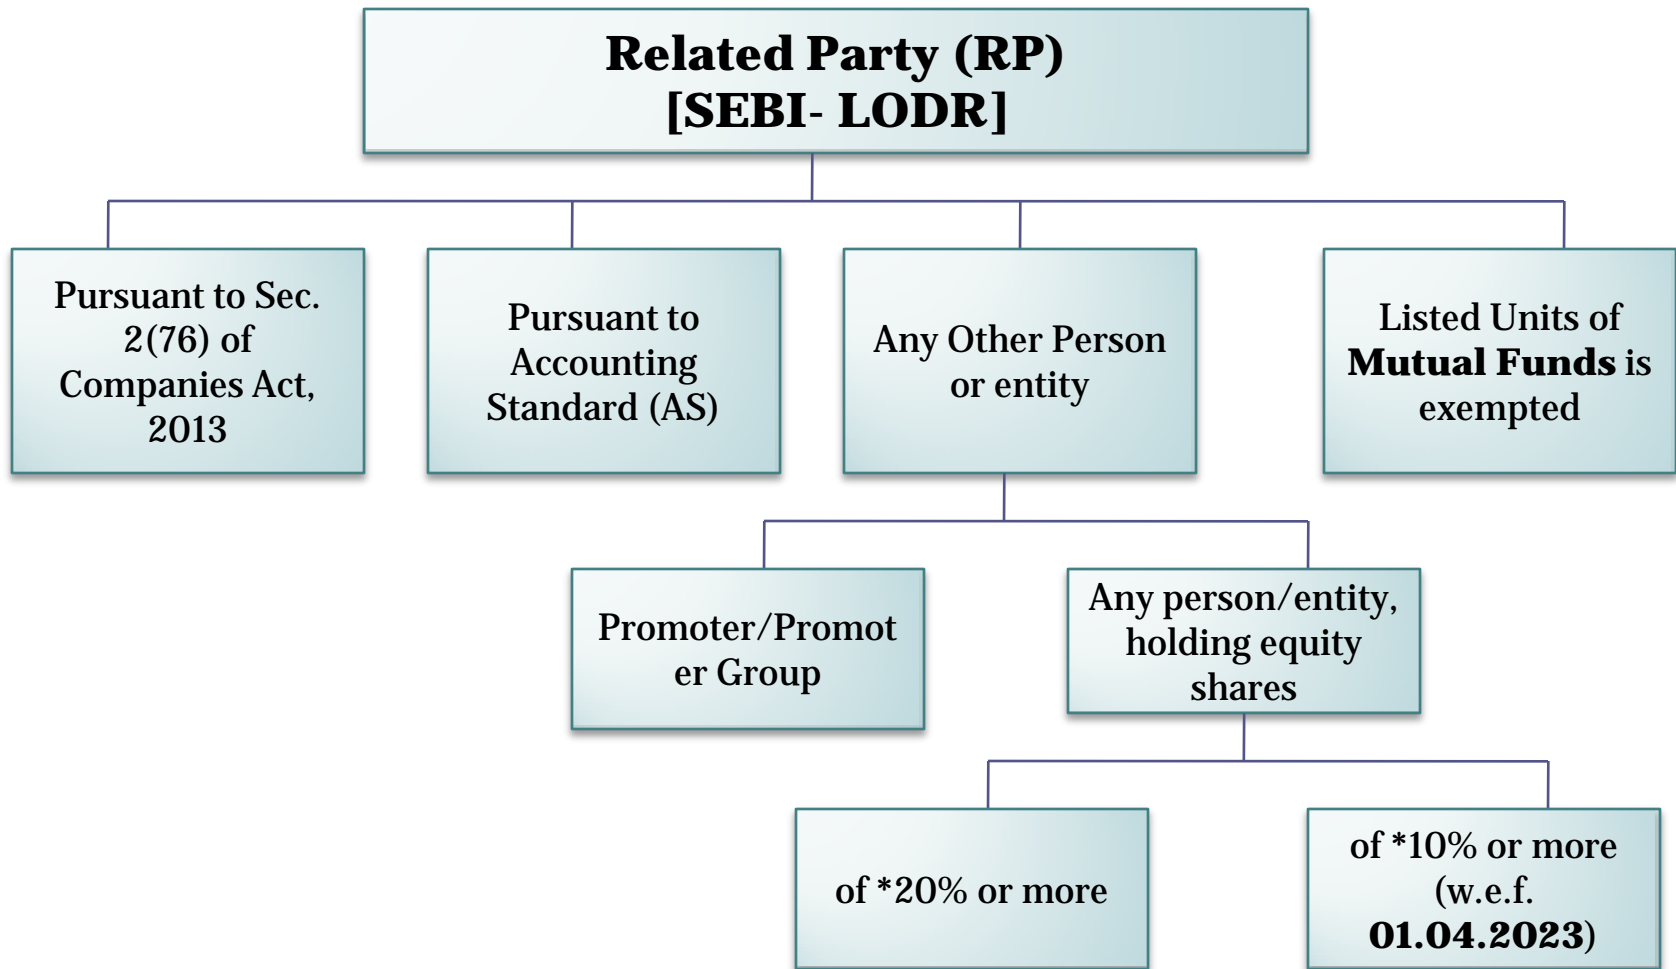 Related Party (RP)
[SEBI- LODR]
Pursuant to Sec.
2(76) of
Companies Act,
2013
Pursuant to
Accounting
Standard (AS)
Any Other Person
or entity
Listed Units of
Mutual Funds is
exempted
Promoter/Promot
er Group
Any person/entity,
holding equity
shares
of *20% or more
of *10% or more
(w.e.f.
01.04.2023)